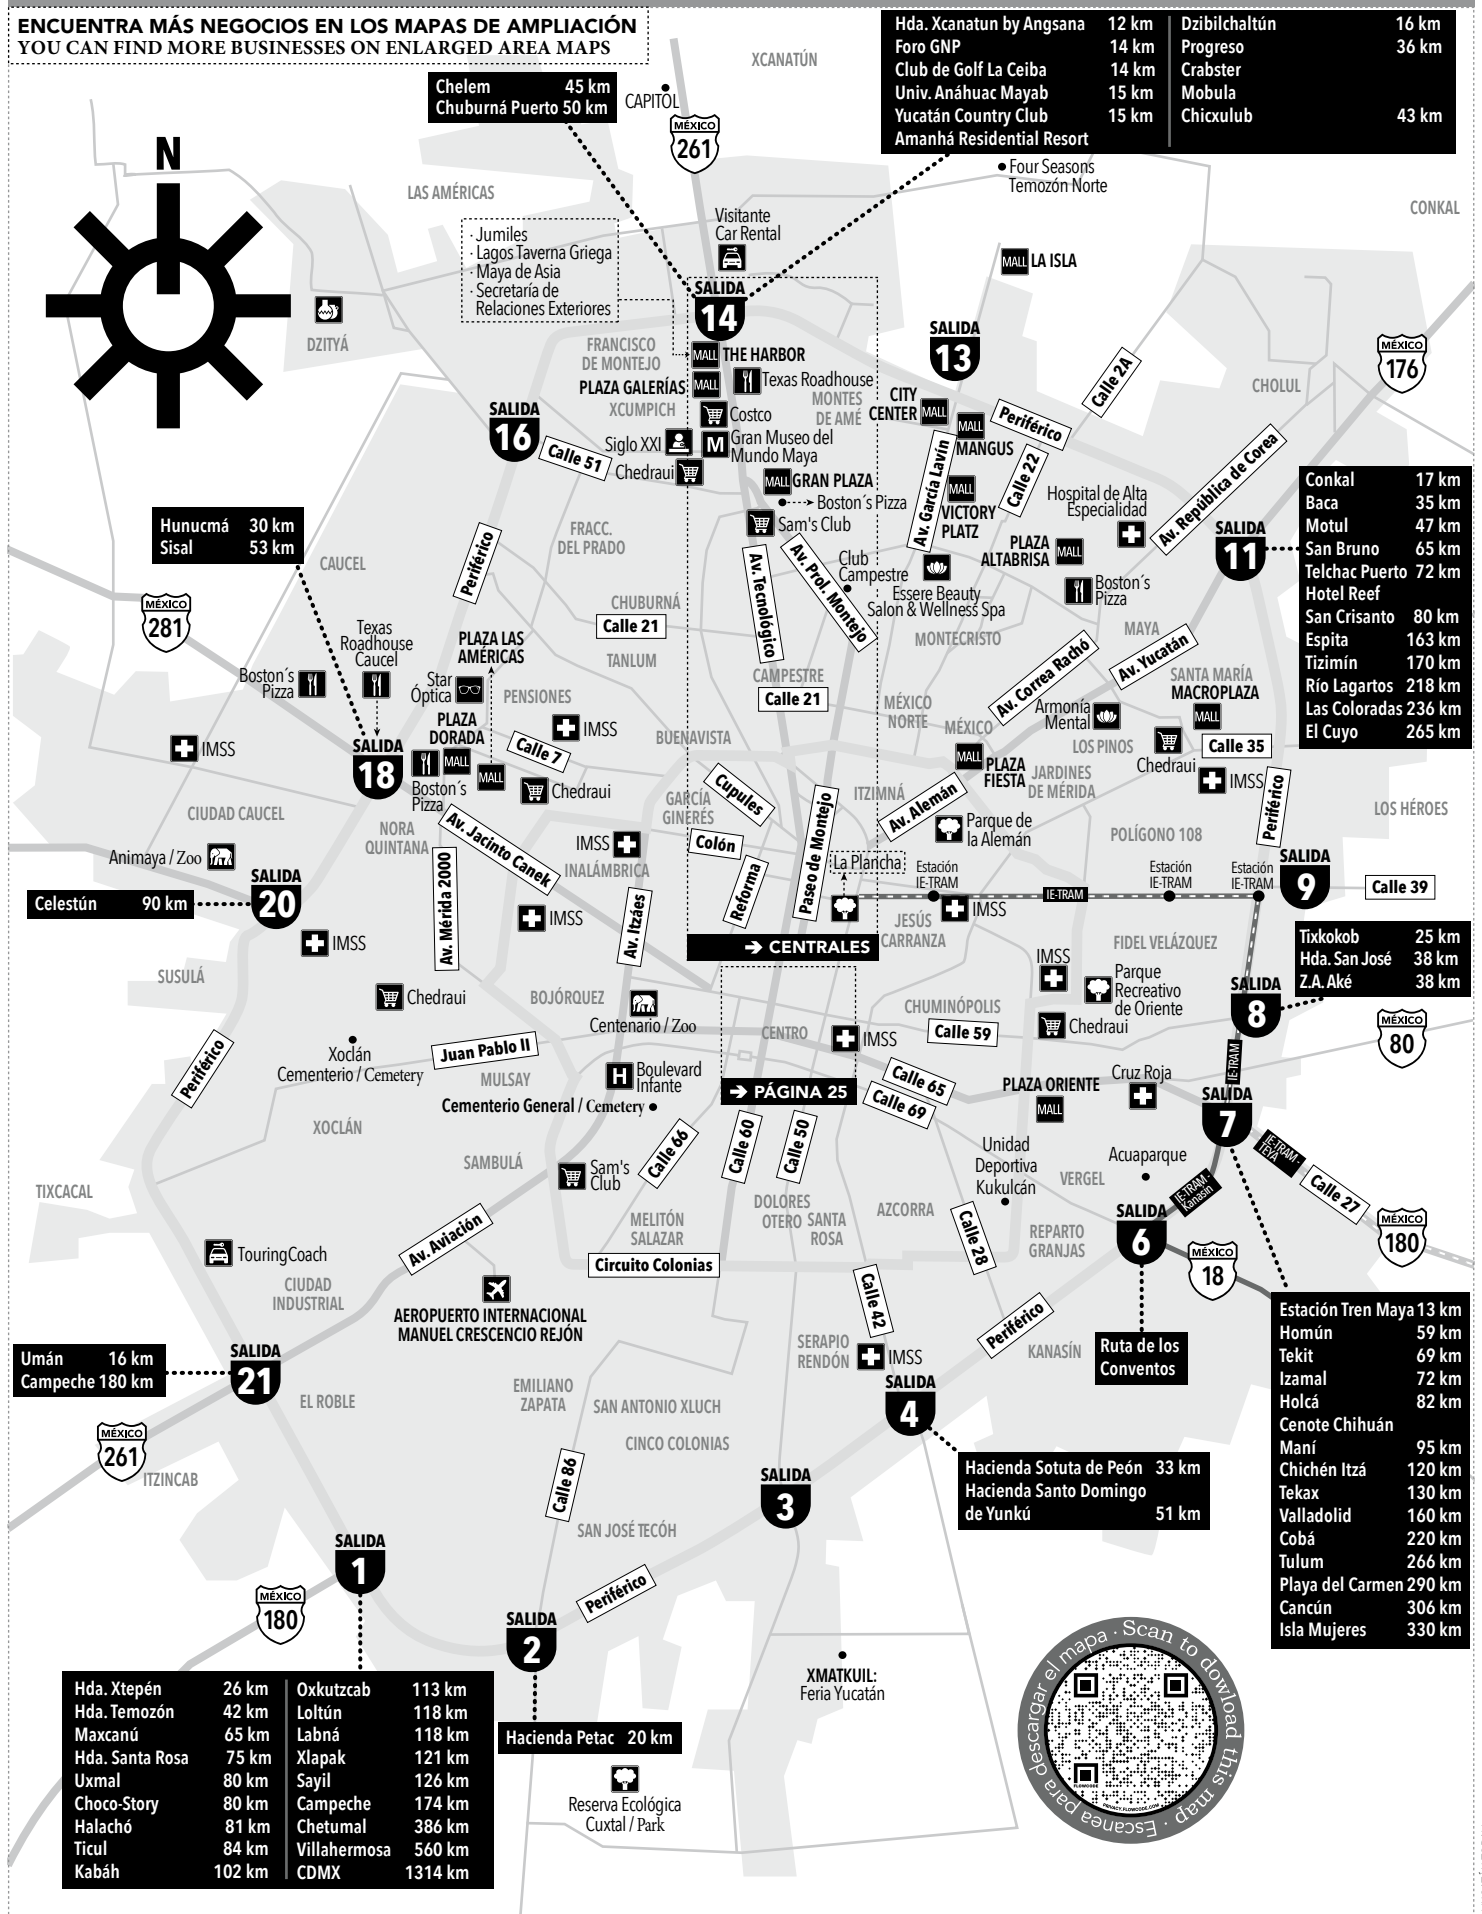 ENCUENTRA MÁS NEGOCIOS EN LOS MAPAS DE AMPLIACIÓN
YOU CAN FIND MORE BUSINESSES ON ENLARGED AREA MAPS
Hda. Xcanatun by Angsana 12 km
Foro GNP 14 km
Club de Golf La Ceiba 14 km
Univ. Anáhuac Mayab 15 km
Yucatán Country Club 15 km
Amanhá Residential Resort
Dzibilchaltún 16 km
Progreso 36 km
Crabster
Mobula
Chicxulub 43 km
XCANATÚN
Chelem 45 km
Chuburná Puerto 50 km
CAPITOL
MÉXICO
261
N
Four Seasons
Temozón Norte
LAS AMÉRICAS
CONKAL
· Jumiles
· Lagos Taverna Griega
· Maya de Asia
· Secretaría de
Relaciones Exteriores
Visitante
Car Rental
MALL LA ISLA
SALIDA
14
DZITYÁ
FRANCISCO
DE MONTEJO
MALL THE HARBOR
SALIDA
13
MÉXICO
176
Calle 2A
CHOLUL
PLAZA GALERÍAS MALL
Texas Roadhouse
XCUMPICH
Costco
MONTES
DE AMÉ
CITY
CENTER MALL
MALL
MANGUS
Periférico
SALIDA
16
Calle 51
Siglo XXI
M Gran Museo del
Mundo Maya
Chedraui
MALL GRAN PLAZA
Boston´s Pizza
Sam's Club
Av. García Lavín
MALL
VICTORY
PLATZ
Calle 22
Hospital de Alta
Especialidad
Av. República de Corea
Conkal 17 km
Baca 35 km
Motul 47 km
San Bruno 65 km
Telchac Puerto 72 km
Hotel Reef
San Crisanto 80 km
Espita 163 km
Tizimín 170 km
Río Lagartos 218 km
Las Coloradas 236 km
El Cuyo 265 km
SALIDA
11
Hunucmá 30 km
Sisal 53 km
FRACC.
DEL PRADO
CAUCEL
Periférico
Av. Tecnológico
Av. Prol. Montejo
Club
Campestre
Essere Beauty
Salon & Wellness Spa
PLAZA
ALTABRISA MALL
Boston´s
Pizza
MÉXICO
281
CHUBURNÁ
Calle 21
TANLUM
MONTECRISTO
MAYA
Av. Yucatán
Texas
Roadhouse
Caucel
Boston´s
Pizza
PLAZA LAS
AMÉRICAS
Star
Óptica
PENSIONES
CAMPESTRE
Calle 21
MÉXICO
NORTE
MÉXICO
Av. Correa Rachó
Armonía
Mental
SANTA MARÍA
MACROPLAZA
MALL
PLAZA
DORADA
MALL
MALL
IMSS
IMSS
Calle 7
BUENAVISTA
LOS PINOS
Calle 35
Chedraui
IMSS
SALIDA
18
Boston´s
Pizza
Chedraui
MALL PLAZA
FIESTA
JARDINES
DE MÉRIDA
Periférico
LOS HÉROES
CIUDAD CAUCEL
GARCÍA
GINERÉS
Cupules
ITZIMNÁ
Av. Alemán
Parque de
la Alemán
POLÍGONO 108
NORA
QUINTANA
Av. Jacinto Canek
Colón
Reforma
Paseo de Montejo
Animaya / Zoo
IMSS
INALÁMBRICA
La Plancha
Estación
IE-TRAM
Estación
IE-TRAM
Estación
IE-TRAM
IE-TRAM
SALIDA
9
Calle 39
Celestún 90 km
SALIDA
20
Av. Mérida 2000
IMSS
Av. Itzáes
IMSS
JESÚS
CARRANZA
IMSS
➔ CENTRALES
FIDEL VELÁZQUEZ
Tixkokob 25 km
Hda. San José 38 km
Z.A. Aké 38 km
SUSULÁ
Chedraui
BOJÓRQUEZ
Centenario / Zoo
IMSS
Parque
Recreativo
de Oriente
SALIDA
8
CHUMINÓPOLIS
Calle 59
Chedraui
MÉXICO
80
CENTRO
IMSS
Periférico
Xoclán
Cementerio / Cemetery
Juan Pablo II
MULSAY
H Boulevard
Infante
➔ PÁGINA 25
Calle 65
Calle 69
PLAZA ORIENTE
MALL
Cruz Roja
IE-TRAM
Cementerio General / Cemetery
SALIDA
7
XOCLÁN
Calle 66
Calle 60
Calle 50
IE-TRAM -
TEYA
Calle 27
SAMBULÁ
Sam's
Club
Unidad
Deportiva
Kukulcán
Acuaparque
VERGEL
IE-TRAM -
Kanasín
TIXCACAL
MÉXICO
180
Av. Aviación
DOLORES
OTERO
SANTA
ROSA
MELITÓN
SALAZAR
AZCORRA
Calle 28
REPARTO
GRANJAS
SALIDA
6
MÉXICO
18
TouringCoach
Circuito Colonias
CIUDAD
INDUSTRIAL
AEROPUERTO INTERNACIONAL
MANUEL CRESCENCIO REJÓN
Calle 42
Periférico
Estación Tren Maya 13 km
Homún 59 km
Tekit 69 km
Izamal 72 km
Holcá 82 km
Cenote Chihuán
Maní 95 km
Chichén Itzá 120 km
Tekax 130 km
Valladolid 160 km
Cobá 220 km
Tulum 266 km
Playa del Carmen 290 km
Cancún 306 km
Isla Mujeres 330 km
SERAPIO
RENDÓN
IMSS
KANASÍN
Ruta de los
Conventos
Umán 16 km
Campeche 180 km
SALIDA
21
EL ROBLE
EMILIANO
ZAPATA
SAN ANTONIO XLUCH
SALIDA
4
MÉXICO
261
ITZINCAB
CINCO COLONIAS
Hacienda Sotuta de Peón 33 km
Hacienda Santo Domingo
de Yunkú 51 km
Calle 86
SALIDA
3
SAN JOSÉ TECÓH
SALIDA
1
MÉXICO
180
Periférico
SALIDA
2
XMATKUIL:
Feria Yucatán
Hda. Xtepén 26 km
Hda. Temozón 42 km
Maxcanú 65 km
Hda. Santa Rosa 75 km
Uxmal 80 km
Choco-Story 80 km
Halachó 81 km
Ticul 84 km
Kabáh 102 km
Oxkutzcab 113 km
Loltún 118 km
Labná 118 km
Xlapak 121 km
Sayil 126 km
Campeche 174 km
Chetumal 386 km
Villahermosa 560 km
CDMX 1314 km
Hacienda Petac 20 km
Reserva Ecológica
Cuxtal / Park
Scan to dowload this map · Escanea para descargar el mapa ·
FLOWCODE
PRIVACY.FLOWCODE.COM